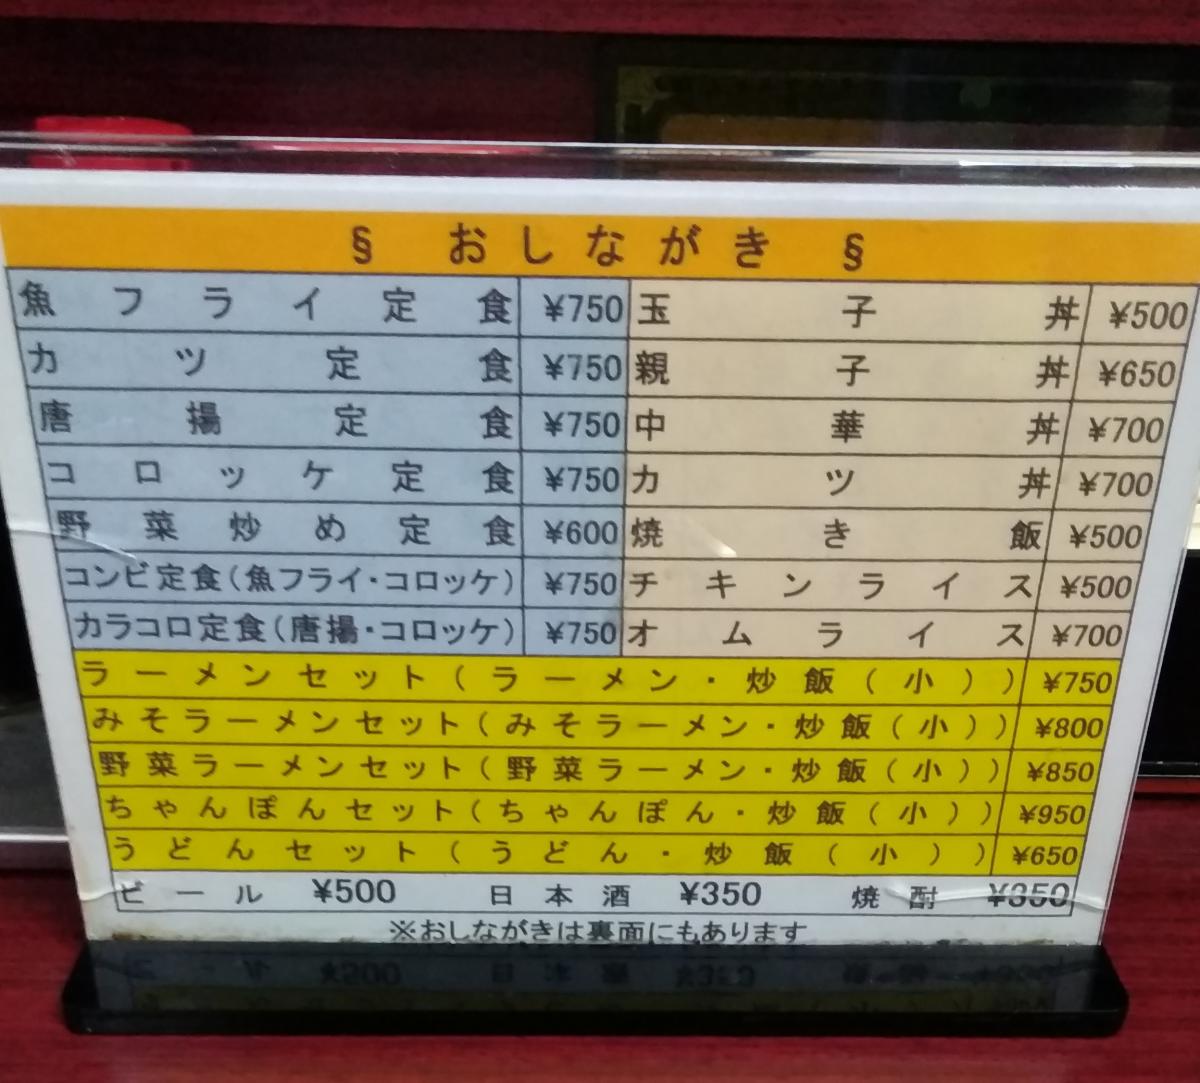 § おしながき §
魚フライ定食 ¥750 玉子丼 ¥500
カツ定食 ¥750 親子丼 ¥650
唐揚定食 ¥750 中華丼 ¥700
コロッケ定食 ¥750 カツ丼 ¥700
野菜炒め定食 ¥600 焼き飯 ¥500
コンビ定食(魚フライ・コロッケ) ¥750 チキンライス ¥500
カラコロ定食(唐揚・コロッケ) ¥750 オムライス ¥700
ラーメンセット(ラーメン・炒飯(小)) ¥750
みそラーメンセット(みそラーメン・炒飯(小)) ¥800
野菜ラーメンセット(野菜ラーメン・炒飯(小)) ¥850
ちゃんぽんセット(ちゃんぽん・炒飯(小)) ¥950
うどんセット(うどん・炒飯(小)) ¥650
ビール ¥500 日本酒 ¥350 焼酎 ¥350
※おしながきは裏面にもあります